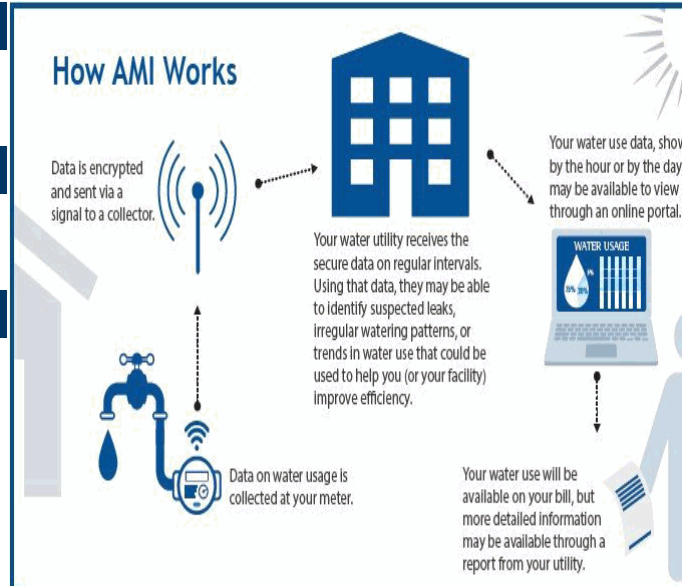 How AMI Works
Data is encrypted
and sent via a
signal to a collector.
Your water utility receives the
secure data on regular intervals.
Using that data, they may be able
to identify suspected leaks,
irregular watering patterns, or
trends in water use that could be
used to help you (or your facility)
improve efficiency.
Your water use data, show
by the hour or by the day
may be available to view
through an online portal.
WATER USAGE
Data on water usage is
collected at your meter.
Your water use will be
available on your bill, but
more detailed information
may be available through a
report from your utility.